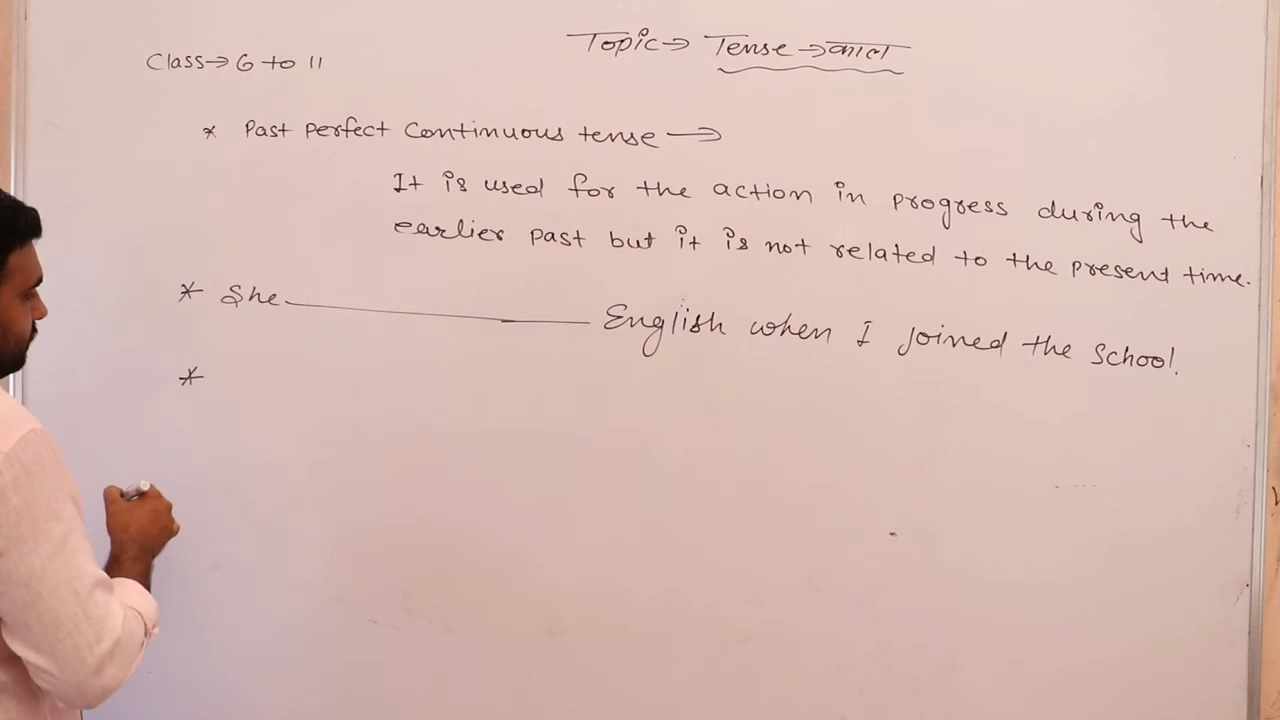 Topic→ Tense→काल
Class→ 6 to 11
* Past perfect Continuous tense →
It is used for the action in progress during the
earlier past but it is not related to the present time.
* She ________ English when I joined the School.
*